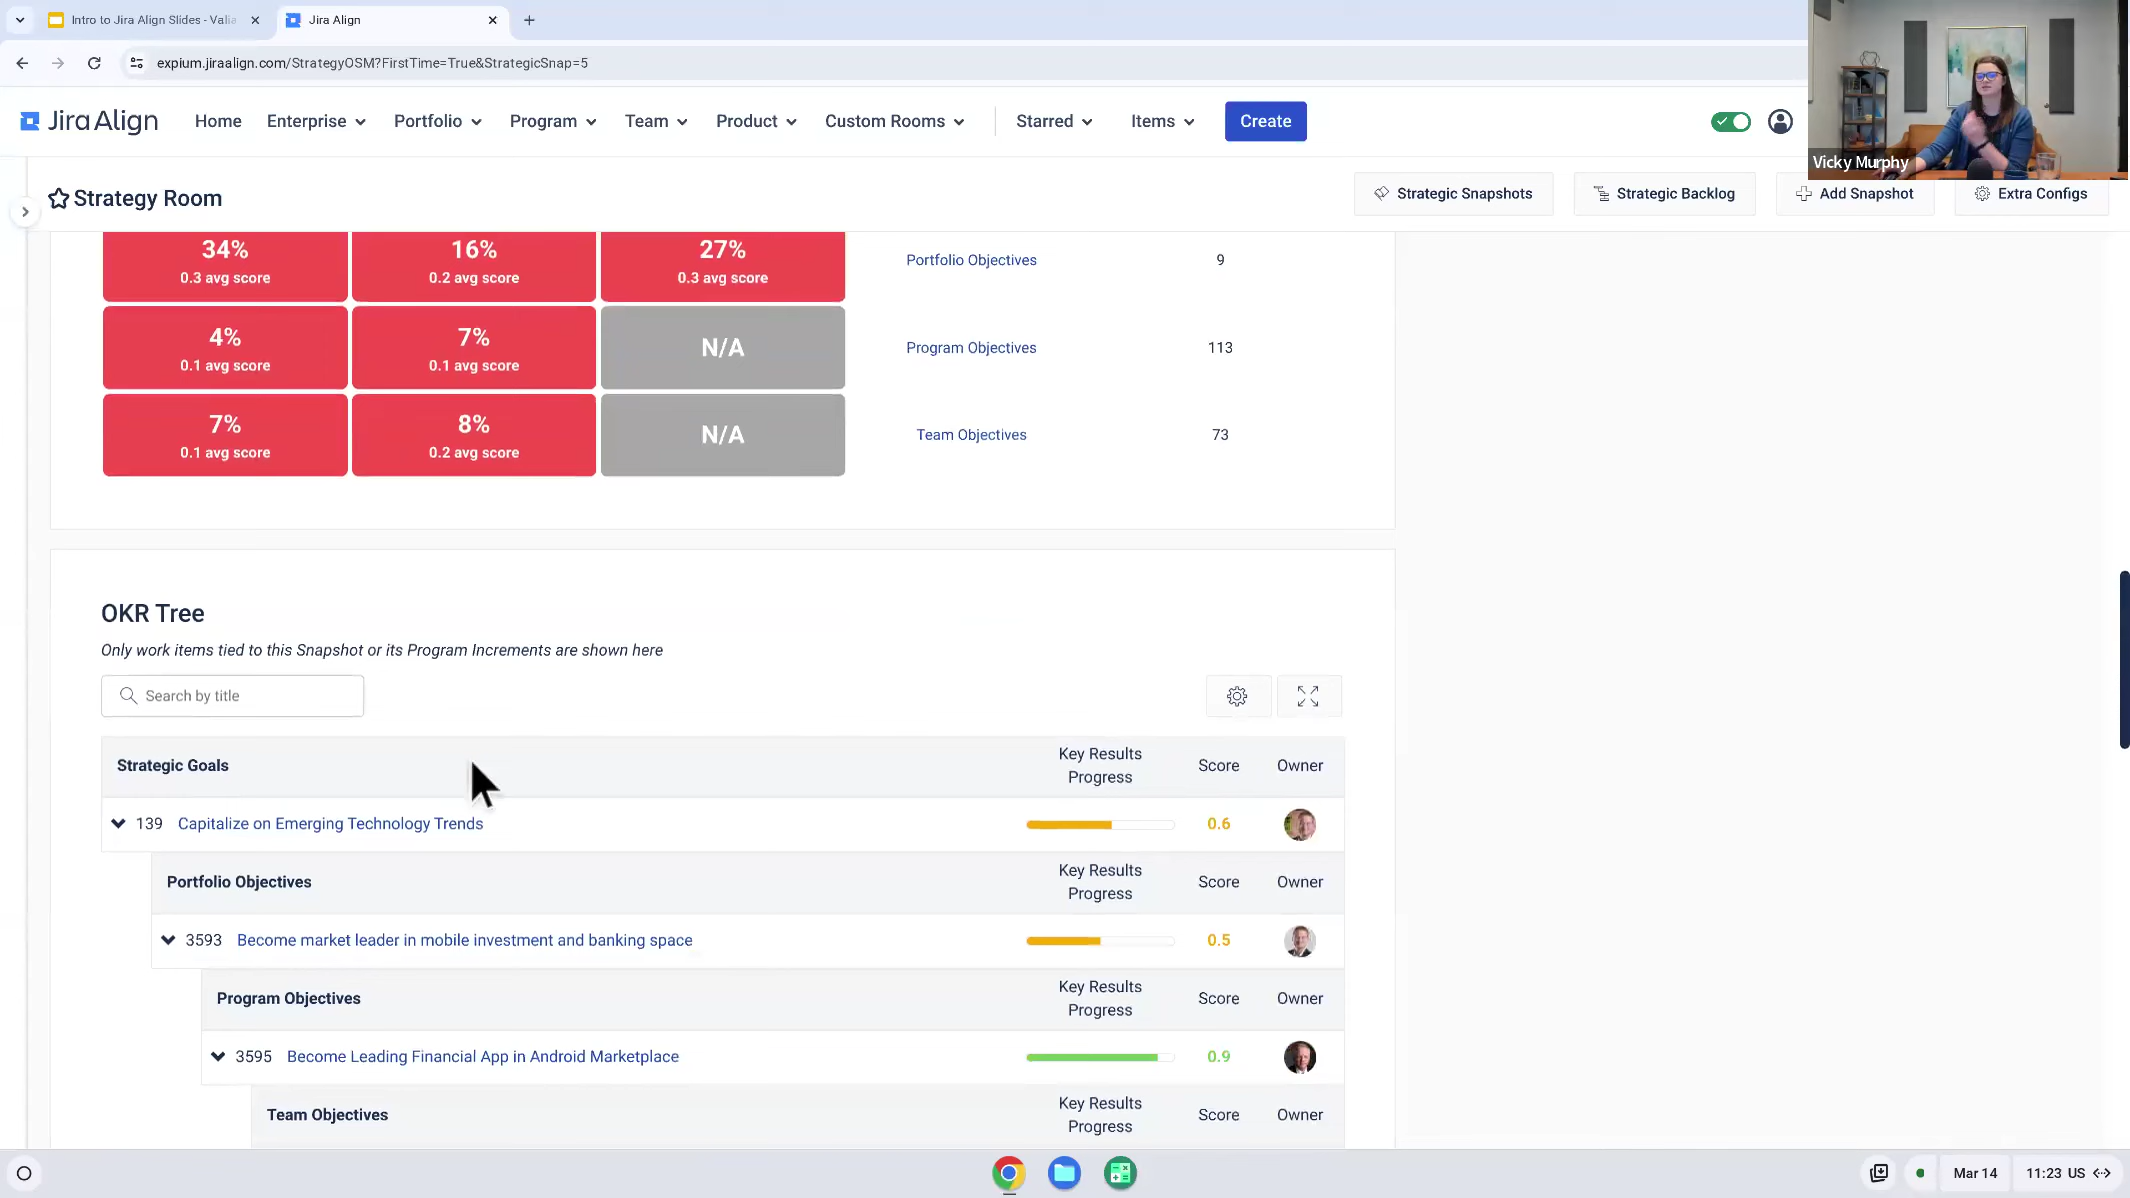 Intro to Jira Align Slides - Valia
Jira Align
expium.jiraalign.com/StrategyOSM?FirstTime=True&StrategicSnap=5
Jira Align
Home
Enterprise
Portfolio
Program
Team
Product
Custom Rooms
Starred
Items
Create
Vicky Murphy
Strategy Room
Strategic Snapshots
Strategic Backlog
Add Snapshot
Extra Configs
34%
0.3 avg score
16%
0.2 avg score
27%
0.3 avg score
Portfolio Objectives
9
4%
0.1 avg score
7%
0.1 avg score
N/A
Program Objectives
113
7%
0.1 avg score
8%
0.2 avg score
N/A
Team Objectives
73
OKR Tree
Only work items tied to this Snapshot or its Program Increments are shown here
Search by title
Strategic Goals
Key Results
Progress
Score
Owner
139 Capitalize on Emerging Technology Trends
0.6
Portfolio Objectives
Key Results
Progress
Score
Owner
3593 Become market leader in mobile investment and banking space
0.5
Program Objectives
Key Results
Progress
Score
Owner
3595 Become Leading Financial App in Android Marketplace
0.9
Team Objectives
Key Results
Progress
Score
Owner
Mar 14
11:23 US